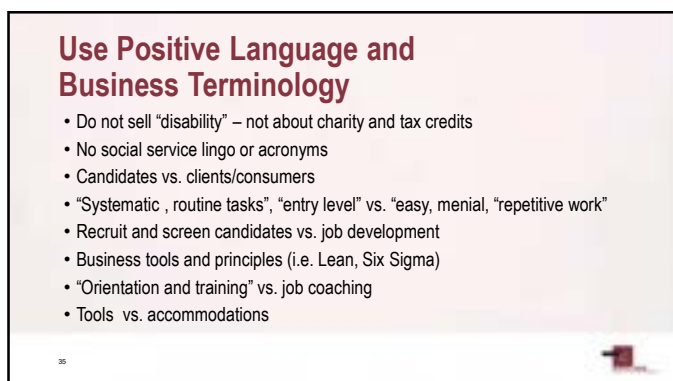 Use Positive Language and
Business Terminology
• Do not sell “disability” – not about charity and tax credits
• No social service lingo or acronyms
• Candidates vs. clients/consumers
• “Systematic , routine tasks”, “entry level” vs. “easy, menial, “repetitive work”
• Recruit and screen candidates vs. job development
• Business tools and principles (i.e. Lean, Six Sigma)
• “Orientation and training” vs. job coaching
• Tools vs. accommodations
35